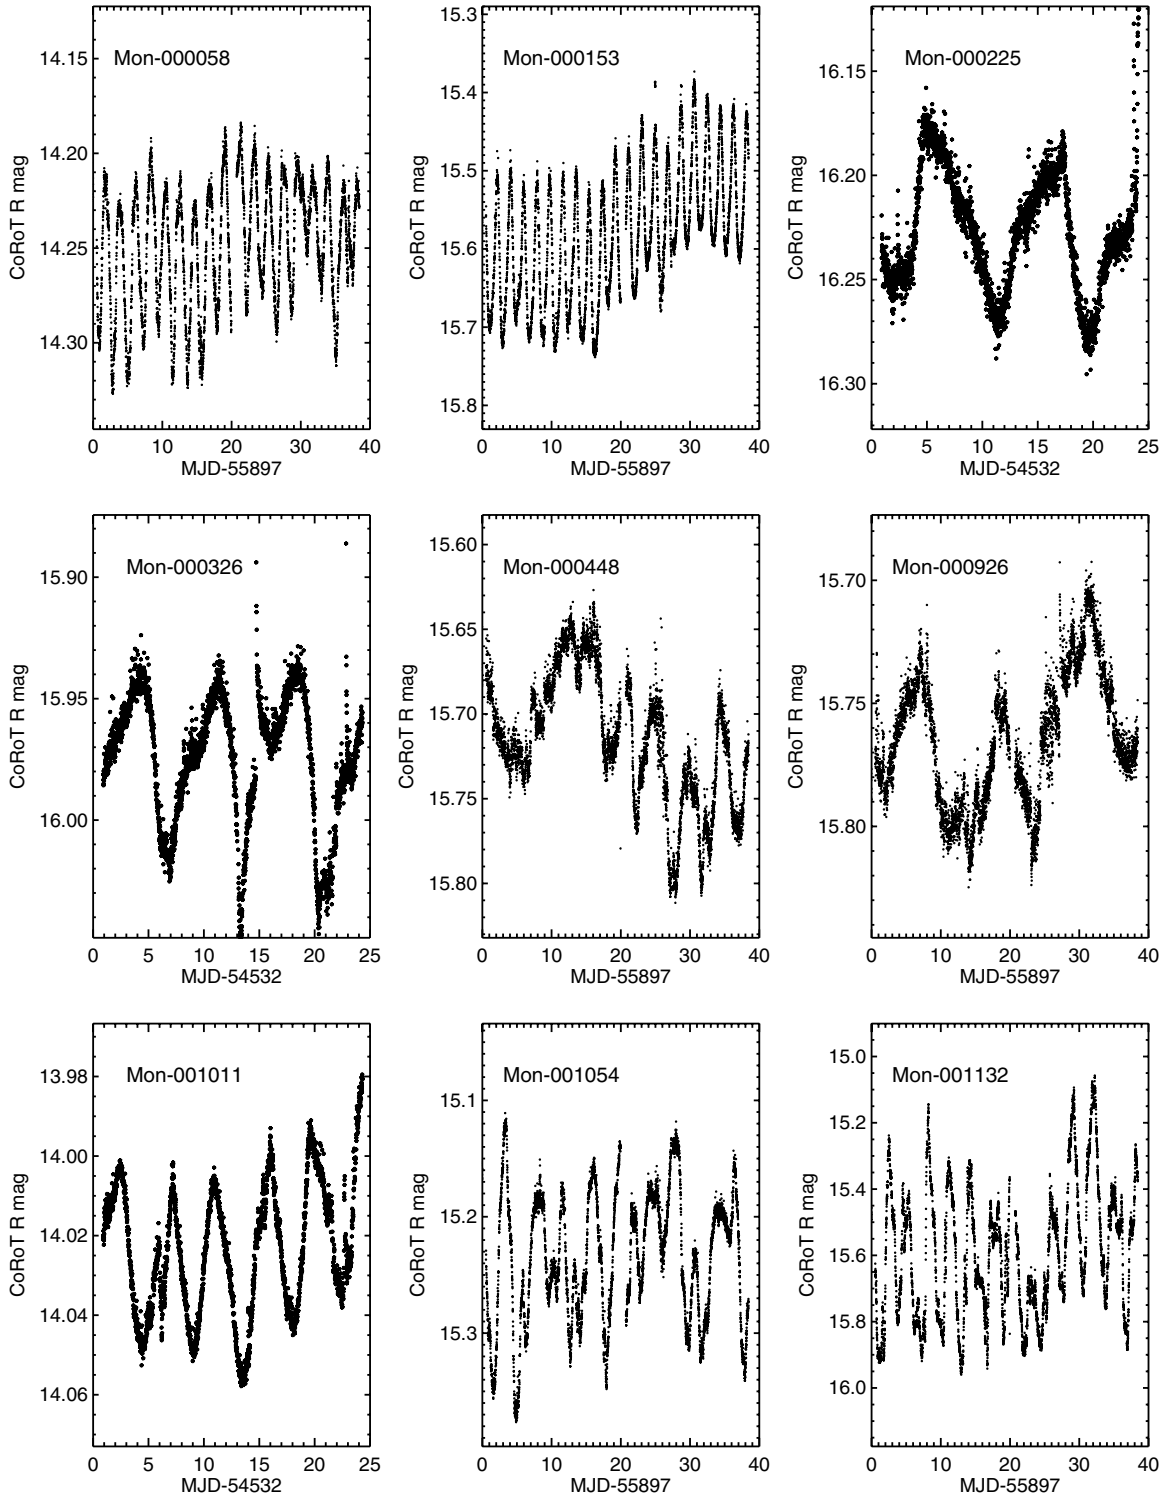 Mon-000058
CoRoT R mag
14.15
14.20
14.25
14.30
0 10 20 30 40
MJD-55897
Mon-000153
CoRoT R mag
15.3
15.4
15.5
15.6
15.7
15.8
0 10 20 30 40
MJD-55897
Mon-000225
CoRoT R mag
16.15
16.20
16.25
16.30
0 5 10 15 20 25
MJD-54532
Mon-000326
CoRoT R mag
15.90
15.95
16.00
0 5 10 15 20 25
MJD-54532
Mon-000448
CoRoT R mag
15.60
15.65
15.70
15.75
15.80
0 10 20 30 40
MJD-55897
Mon-000926
CoRoT R mag
15.70
15.75
15.80
0 10 20 30 40
MJD-55897
Mon-001011
CoRoT R mag
13.98
14.00
14.02
14.04
14.06
0 5 10 15 20 25
MJD-54532
Mon-001054
CoRoT R mag
15.1
15.2
15.3
0 10 20 30 40
MJD-55897
Mon-001132
CoRoT R mag
15.0
15.2
15.4
15.6
15.8
16.0
0 10 20 30 40
MJD-55897